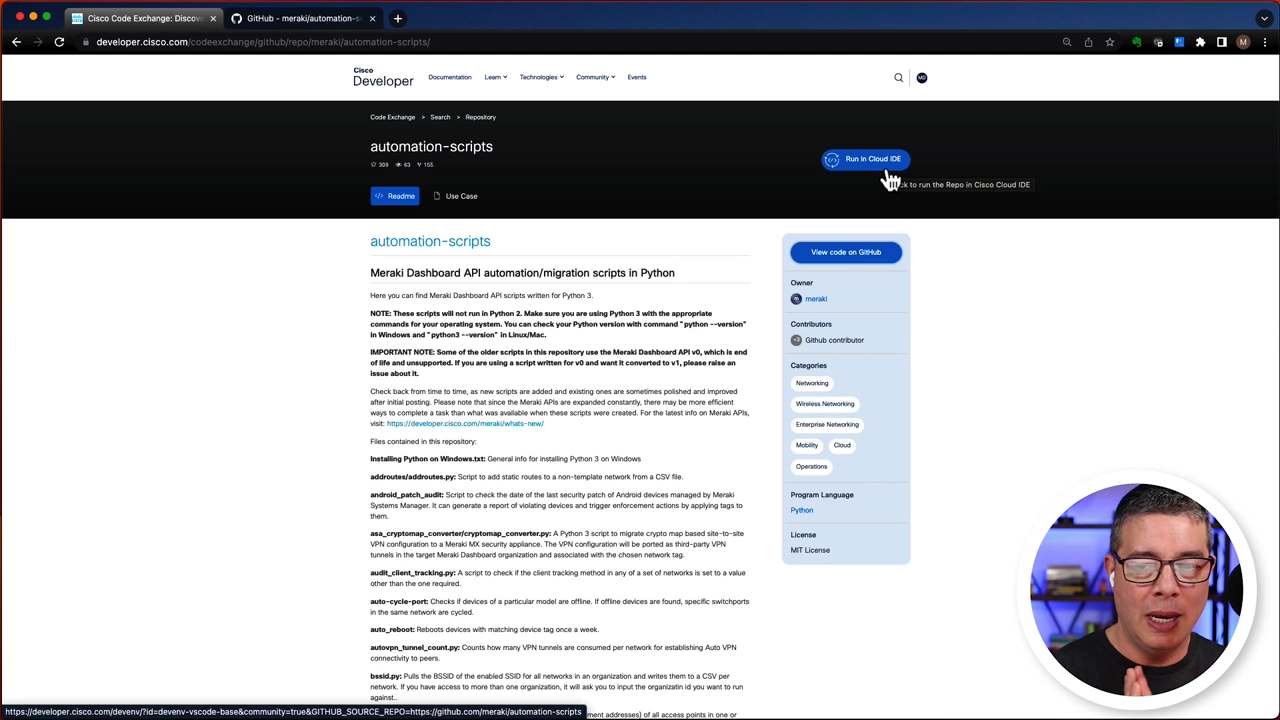 Cisco Code Exchange: Discove
GitHub - meraki/automation-sc
developer.cisco.com/codeexchange/github/repo/meraki/automation-scripts/
M
Cisco
Developer
Documentation
Learn
Technologies
Community
Events
MD
Code Exchange > Search > Repository
automation-scripts
309 63 155
Run in Cloud IDE
ck to run the Repo in Cisco Cloud IDE
</> Readme
Use Case
automation-scripts
Meraki Dashboard API automation/migration scripts in Python
Here you can find Meraki Dashboard API scripts written for Python 3.
NOTE: These scripts will not run in Python 2. Make sure you are using Python 3 with the appropriate
commands for your operating system. You can check your Python version with command "python --version"
in Windows and "python3 --version" in Linux/Mac.
IMPORTANT NOTE: Some of the older scripts in this repository use the Meraki Dashboard API v0, which is end
of life and unsupported. If you are using a script written for v0 and want it converted to v1, please raise an
issue about it.
Check back from time to time, as new scripts are added and existing ones are sometimes polished and improved
after initial posting. Please note that since the Meraki APIs are expanded constantly, there may be more efficient
ways to complete a task than what was available when these scripts were created. For the latest info on Meraki APIs,
visit: https://developer.cisco.com/meraki/whats-new/
Files contained in this repository:
Installing Python on Windows.txt: General info for installing Python 3 on Windows
addroutes/addroutes.py: Script to add static routes to a non-template network from a CSV file.
android_patch_audit: Script to check the date of the last security patch of Android devices managed by Meraki
Systems Manager. It can generate a report of violating devices and trigger enforcement actions by applying tags to
them.
asa_cryptomap_converter/cryptomap_converter.py: A Python 3 script to migrate crypto map based site-to-site
VPN configuration to a Meraki MX security appliance. The VPN configuration will be ported as third-party VPN
tunnels in the target Meraki Dashboard organization and associated with the chosen network tag.
audit_client_tracking.py: A script to check if the client tracking method in any of a set of networks is set to a value
other than the one required.
auto-cycle-port: Checks if devices of a particular model are offline. If offline devices are found, specific switchports
in the same network are cycled.
auto_reboot: Reboots devices with matching device tag once a week.
autovpn_tunnel_count.py: Counts how many VPN tunnels are consumed per network for establishing Auto VPN
connectivity to peers.
bssid.py: Pulls the BSSID of the enabled SSID for all networks in an organization and writes them to a CSV per
network. If you have access to more than one organization, it will ask you to input the organizatin id you want to run
against..
ment addresses) of all access points in one or
View code on GitHub
Owner
meraki
Contributors
+3 Github contributor
Categories
Networking
Wireless Networking
Enterprise Networking
Mobility
Cloud
Operations
Program Language
Python
License
MIT License
https://developer.cisco.com/devenv/?id=devenv-vscode-base&community=true&GITHUB_SOURCE_REPO=https://github.com/meraki/automation-scripts